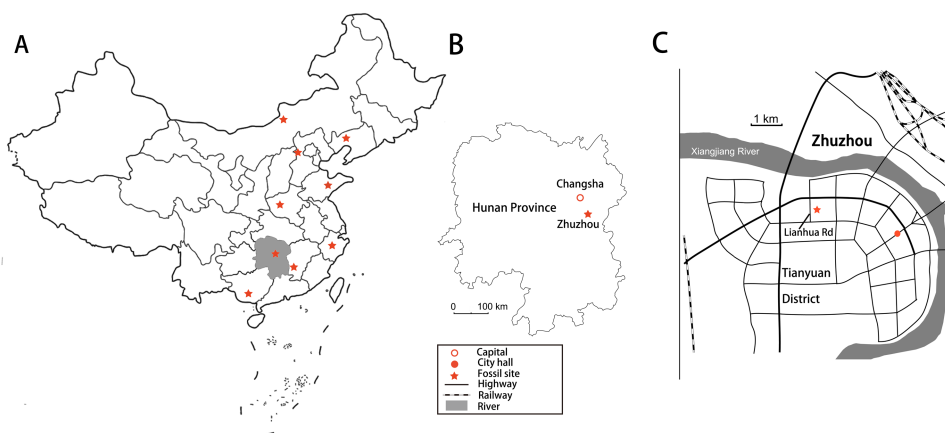 A
B
C
1 km
Zhuzhou
Xiangjiang River
Changsha
Hunan Province
Zhuzhou
Lianhua Rd
Tianyuan
District
0 100 km
Capital
City hall
Fossil site
Highway
Railway
River